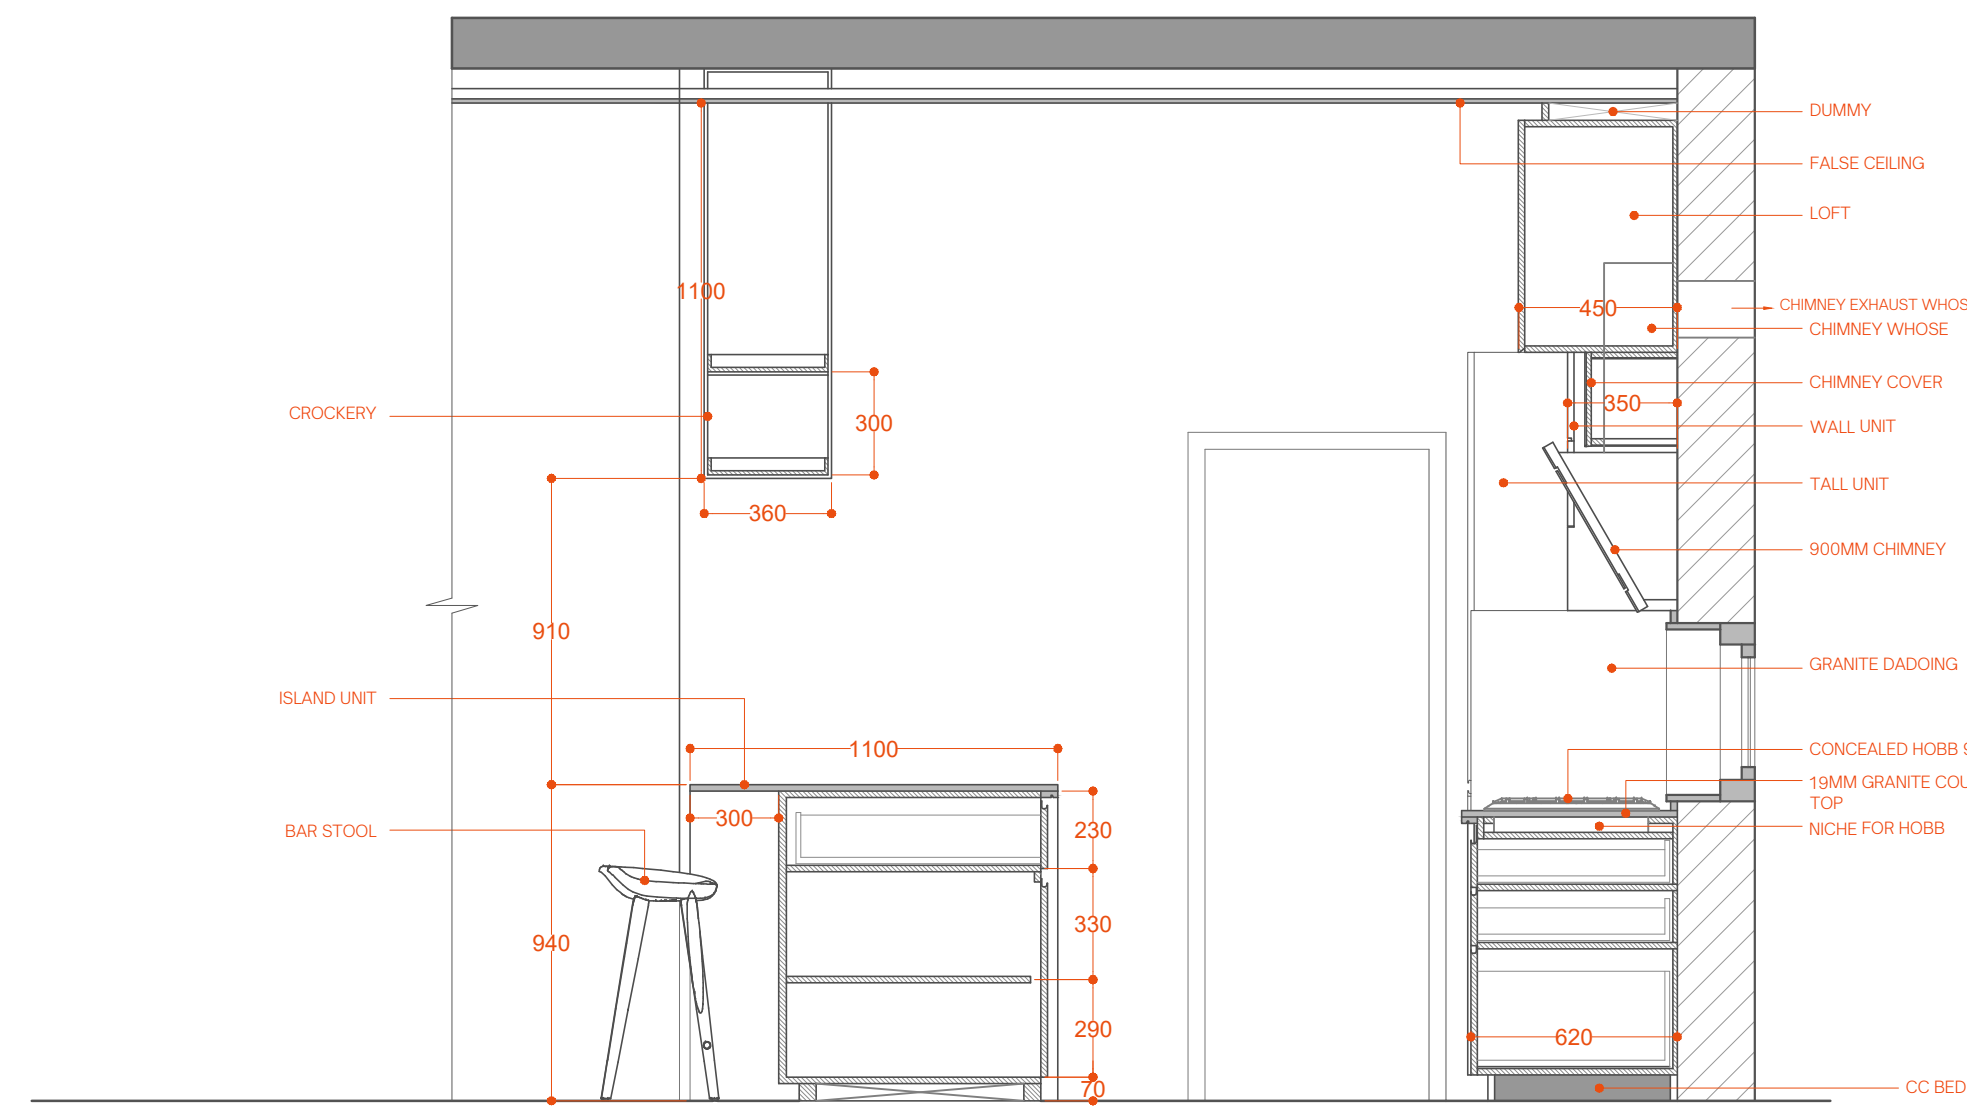 DUMMY
FALSE CEILING
LOFT
1100
450
CHIMNEY EXHAUST WHOS
CHIMNEY WHOSE
CHIMNEY COVER
350
CROCKERY
300
WALL UNIT
TALL UNIT
360
900MM CHIMNEY
910
GRANITE DADOING
ISLAND UNIT
1100
CONCEALED HOBB 9
19MM GRANITE COU
TOP
300
BAR STOOL
230
NICHE FOR HOBB
330
940
290
620
70
CC BED